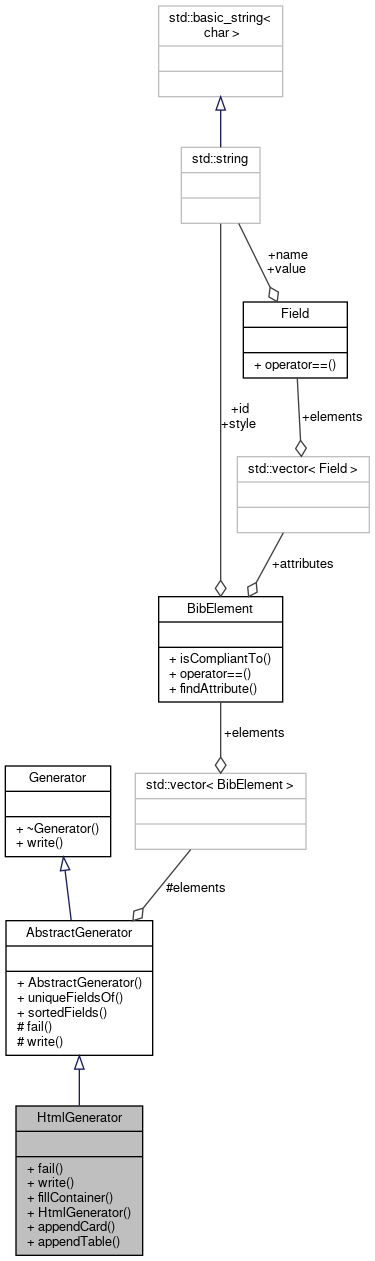 std::basic_string<
char >
std::string
+name
+value
Field
+ operator==()
+elements
+id
+style
std::vector< Field >
+attributes
BibElement
+ isCompliantTo()
+ operator==()
+ findAttribute()
+elements
Generator
+ ~Generator()
+ write()
std::vector< BibElement >
#elements
AbstractGenerator
+ AbstractGenerator()
+ uniqueFieldsOf()
+ sortedFields()
# fail()
# write()
HtmlGenerator
+ fail()
+ write()
+ fillContainer()
+ HtmlGenerator()
+ appendCard()
+ appendTable()